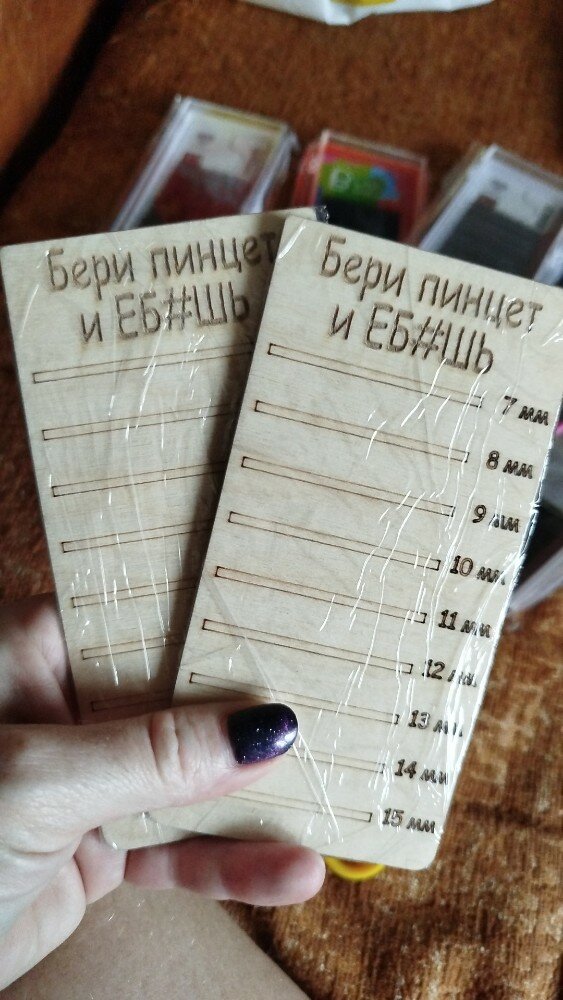 Бери пинцет
и ЕБ#ШЬ
Бери пинцет
и ЕБ#ШЬ
7 мм
8 мм
9 мм
10 мм
11 мм
12 мм
13 мм
14 мм
15 мм